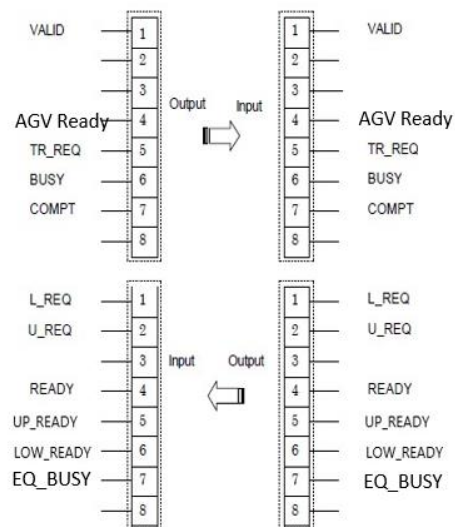 VALID 1 1 VALID
2 2
3 3
Output Input
AGV Ready 4 4 AGV Ready
TR_REQ 5 5 TR_REQ
BUSY 6 6 BUSY
COMPT 7 7 COMPT
8 8
L_REQ 1 1 L_REQ
U_REQ 2 2 U_REQ
3 Input Output 3
READY 4 4 READY
UP_READY 5 5 UP_READY
LOW_READY 6 6 LOW_READY
EQ_BUSY 7 7 EQ_BUSY
8 8